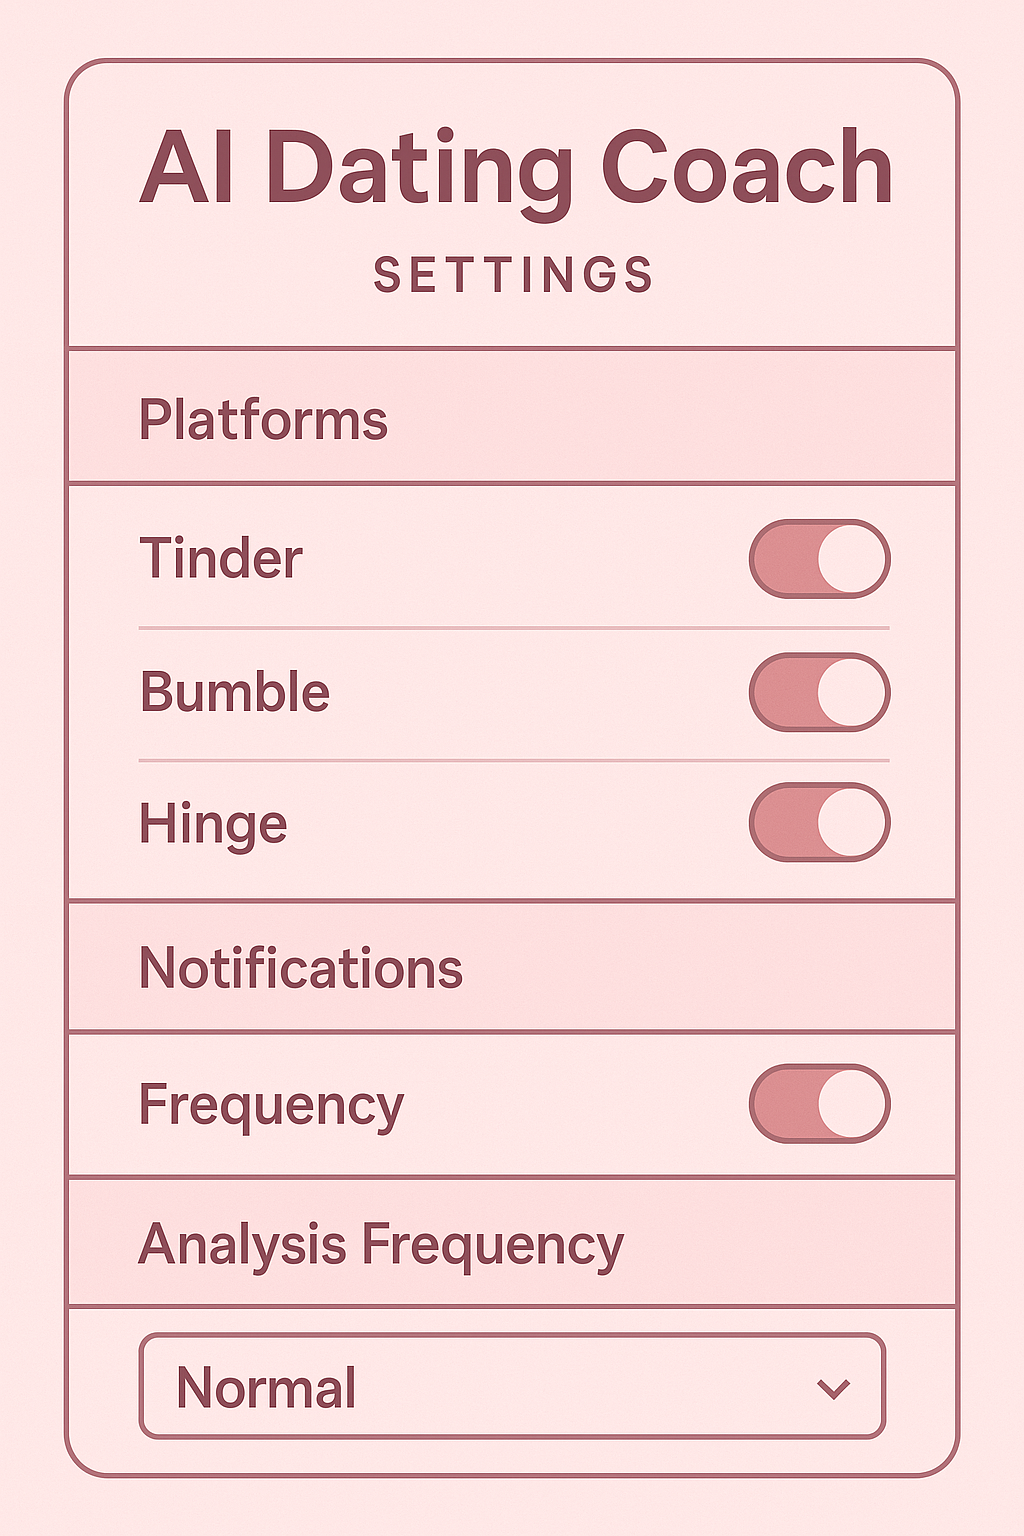 AI Dating Coach
SETTINGS
Platforms
Tinder
Bumble
Hinge
Notifications
Frequency
Analysis Frequency
Normal